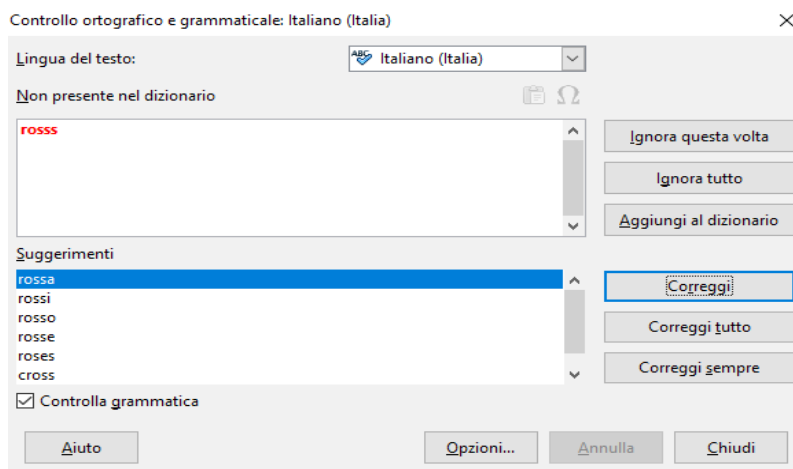 Controllo ortografico e grammaticale: Italiano (Italia)
Lingua del testo:
ABC Italiano (Italia)
Non presente nel dizionario
Ω
rosss
Ignora questa volta
Ignora tutto
Aggiungi al dizionario
Suggerimenti
rossa
rossi
rosso
rosse
roses
cross
Correggi
Correggi tutto
Correggi sempre
Controlla grammatica
Aiuto
Opzioni...
Annulla
Chiudi